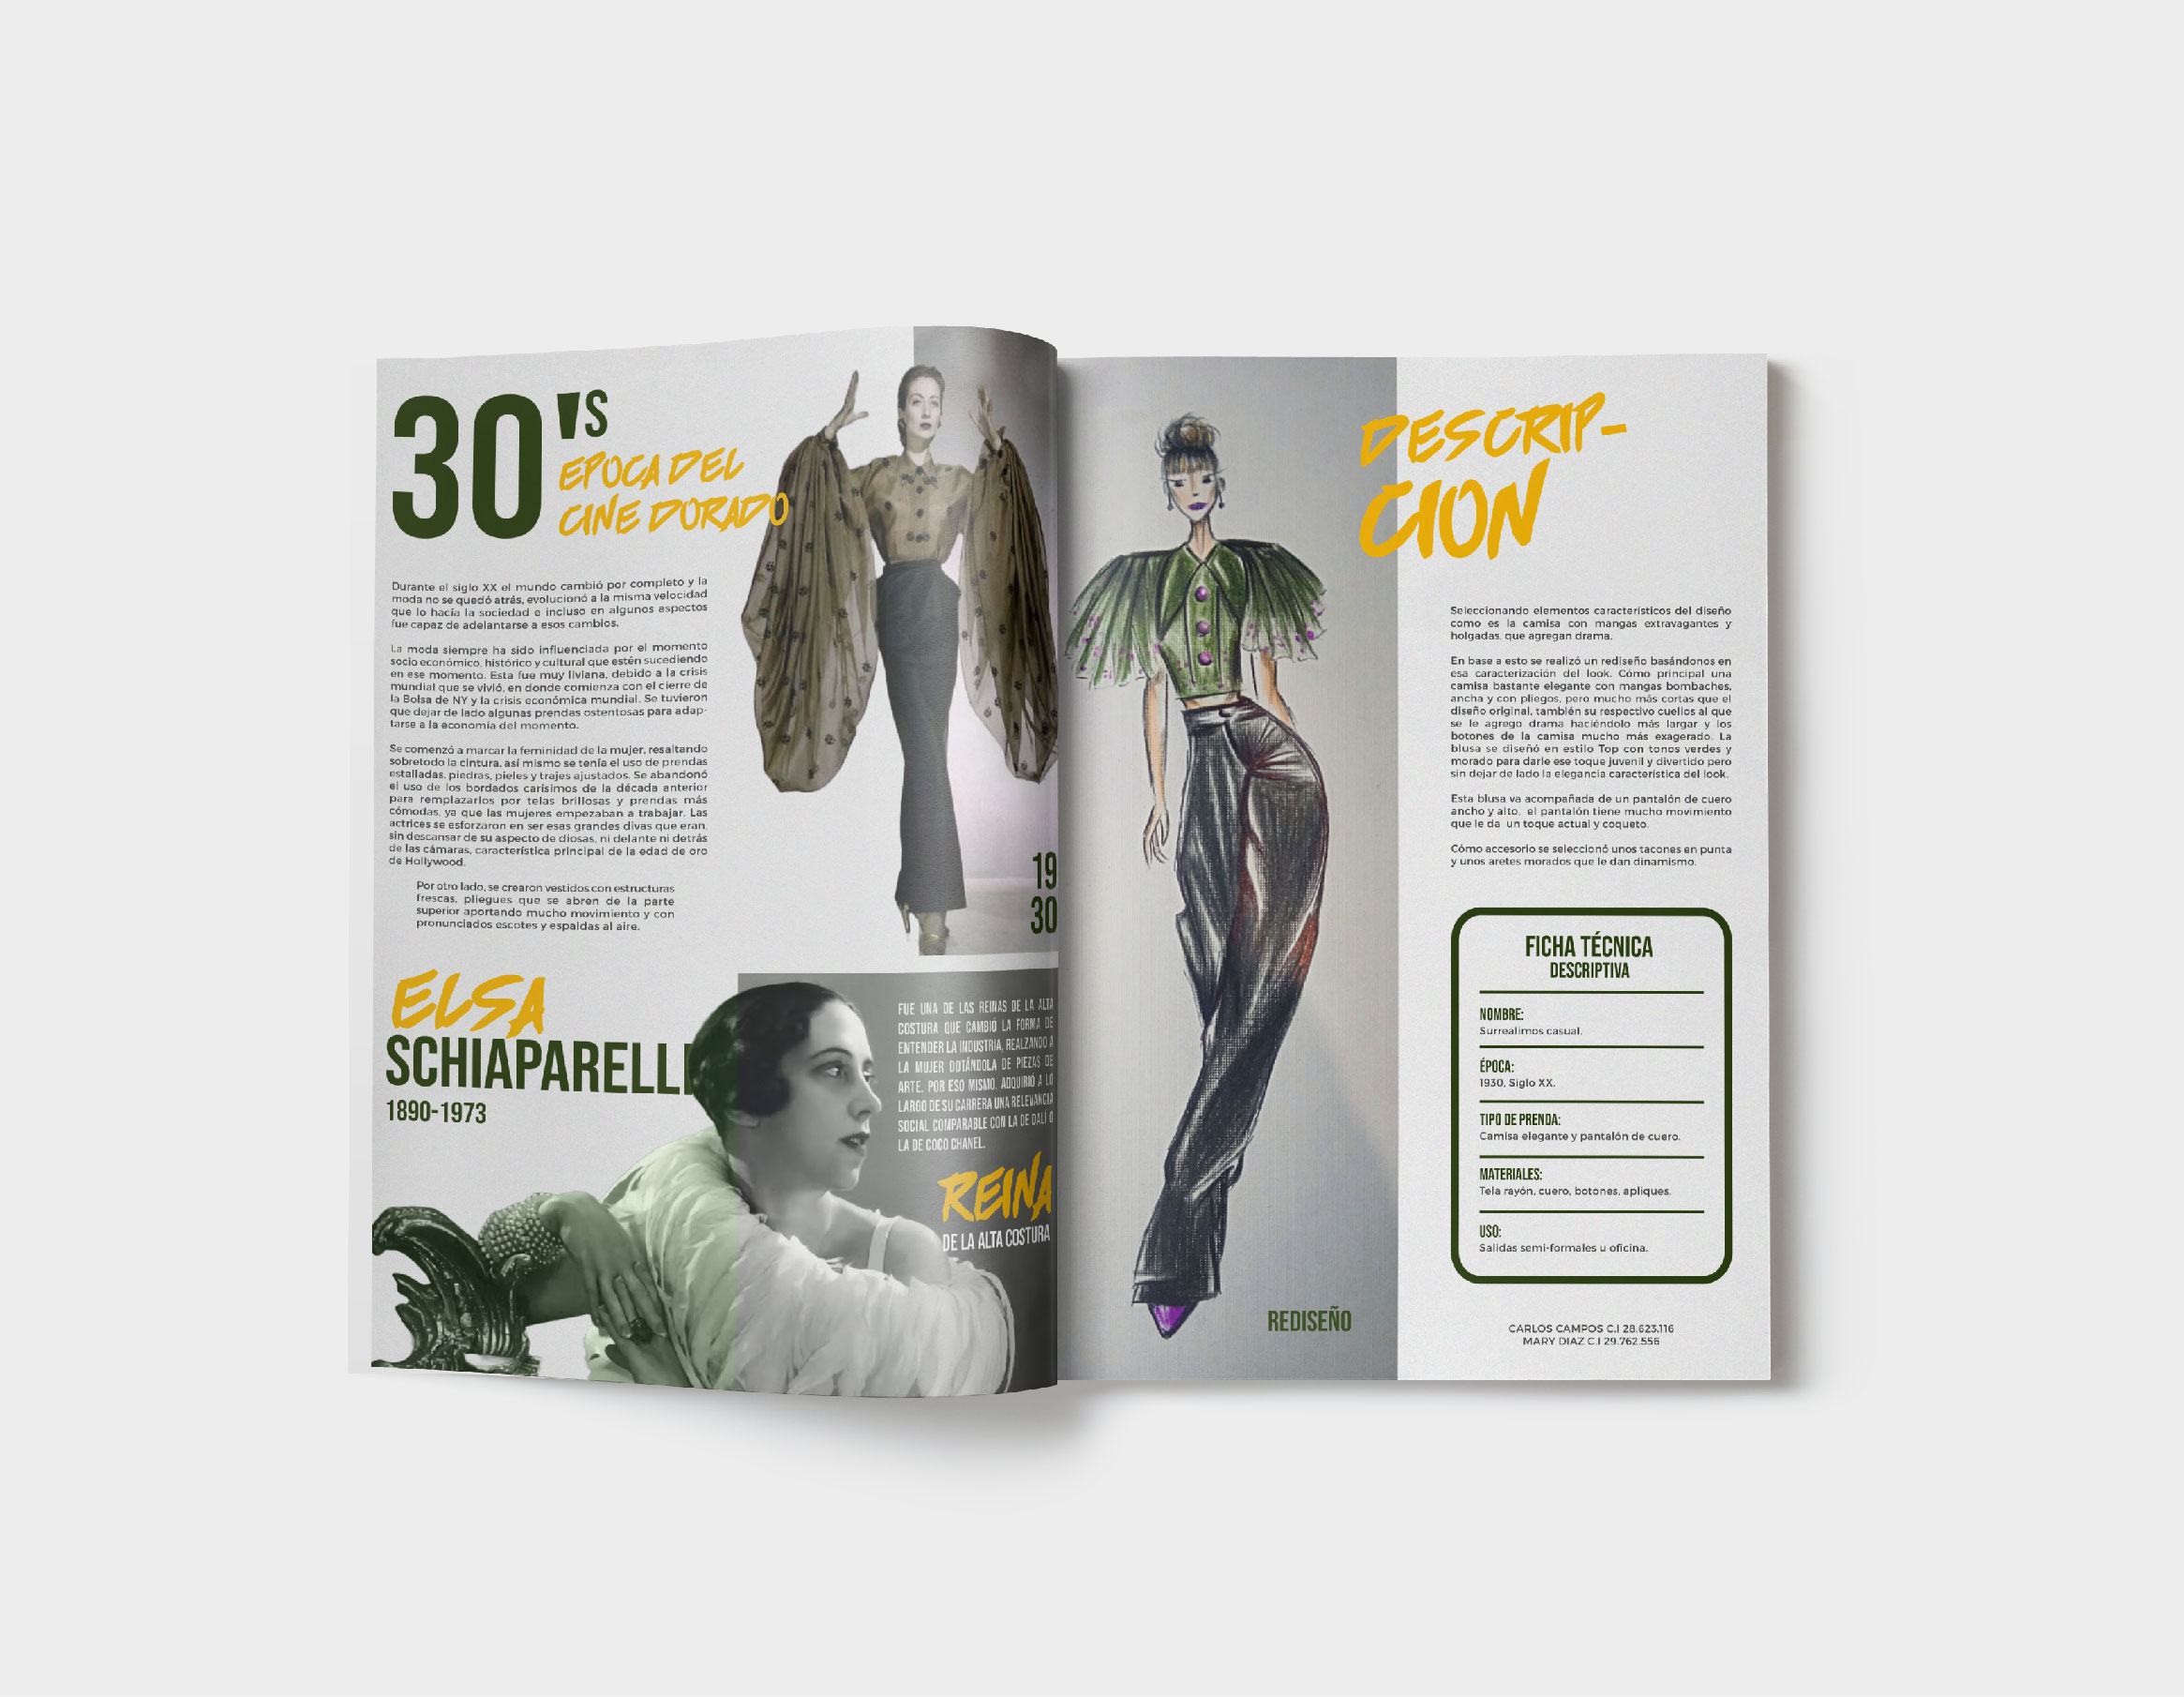 30's
EPOCA DEL
CINE DORADO
Durante el siglo XX el mundo cambió por completo y la
moda no se quedó atrás, evolucionó a la misma velocidad
que lo hacía la sociedad e incluso en algunos aspectos
fue capaz de adelantarse a esos cambios.
La moda siempre ha sido influenciada por el momento
socio económico, histórico y cultural que estén sucediendo
en ese momento. Esta fue muy liviana, debido a la crisis
mundial que se vivió, en donde comienza con el cierre de
la Bolsa de NY y la crisis económica mundial. Se tuvieron
que dejar de lado algunas prendas ostentosas para adap-
tarse a la economía del momento.
Se comenzó a marcar la feminidad de la mujer, resaltando
sobretodo la cintura, así mismo se tenía el uso de prendas
estalladas, piedras, pieles y trajes ajustados. Se abandonó
el uso de los bordados carísimos de la década anterior
para remplazarlos por telas brillosas y prendas más
cómodas, ya que las mujeres empezaban a trabajar. Las
actrices se esforzaron en ser esas grandes divas que eran,
sin descansar de su aspecto de diosas, ni delante ni detrás
de las cámaras, característica principal de la edad de oro
de Hollywood.
Por otro lado, se crearon vestidos con estructuras
frescas, pliegues que se abren de la parte
superior aportando mucho movimiento y con
pronunciados escotes y espaldas al aire.
19
30
ELSA
SCHIAPARELLI
1890-1973
FUE UNA DE LAS REINAS DE LA ALTA
COSTURA QUE CAMBIÓ LA FORMA DE
ENTENDER LA INDUSTRIA, REALZANDO A
LA MUJER DOTÁNDOLA DE PIEZAS DE
ARTE. POR ESO MISMO, ADQUIRIÓ A LO
LARGO DE SU CARRERA UNA RELEVANCIA
SOCIAL COMPARABLE CON LA DE DALÍ O
LA DE COCO CHANEL.
REINA
DE LA ALTA COSTURA
REDISEÑO
DESCRIP-
CION
Seleccionando elementos característicos del diseño
como es la camisa con mangas extravagantes y
holgadas, que agregan drama.
En base a esto se realizó un rediseño basándonos en
esa caracterización del look. Cómo principal una
camisa bastante elegante con mangas bombaches,
ancha y con pliegos, pero mucho más cortas que el
diseño original, también su respectivo cuellos al que
se le agrego drama haciéndolo más largar y los
botones de la camisa mucho más exagerado. La
blusa se diseñó en estilo Top con tonos verdes y
morado para darle ese toque juvenil y divertido pero
sin dejar de lado la elegancia característica del look.
Esta blusa va acompañada de un pantalón de cuero
ancho y alto, el pantalón tiene mucho movimiento
que le da un toque actual y coqueto.
Cómo accesorio se seleccionó unos tacones en punta
y unos aretes morados que le dan dinamismo.
FICHA TÉCNICA
DESCRIPTIVA
NOMBRE:
Surrealimos casual.
ÉPOCA:
1930, Siglo XX.
TIPO DE PRENDA:
Camisa elegante y pantalón de cuero.
MATERIALES:
Tela rayón, cuero, botones, apliques.
USO:
Salidas semi-formales u oficina.
CARLOS CAMPOS C.I 28.623.116
MARY DIAZ C.I 29.762.556